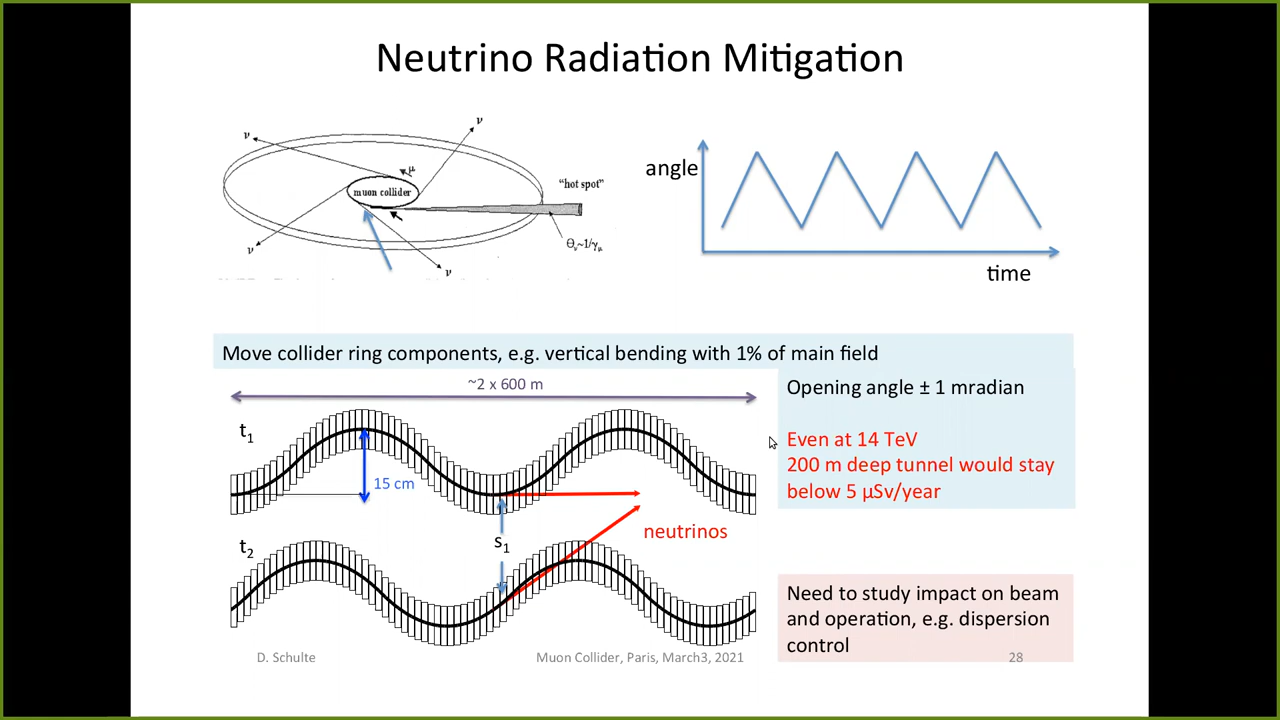 Neutrino Radiation Mitigation
ν
ν
μ
muon collider
"hot spot"
ν
ν
θν~1/γμ
angle
time
Move collider ring components, e.g. vertical bending with 1% of main field
~2 x 600 m
Opening angle ± 1 mradian
t1
Even at 14 TeV
200 m deep tunnel would stay
below 5 μSv/year
15 cm
neutrinos
s1
t2
Need to study impact on beam
and operation, e.g. dispersion
control
D. Schulte
Muon Collider, Paris, March3, 2021
28